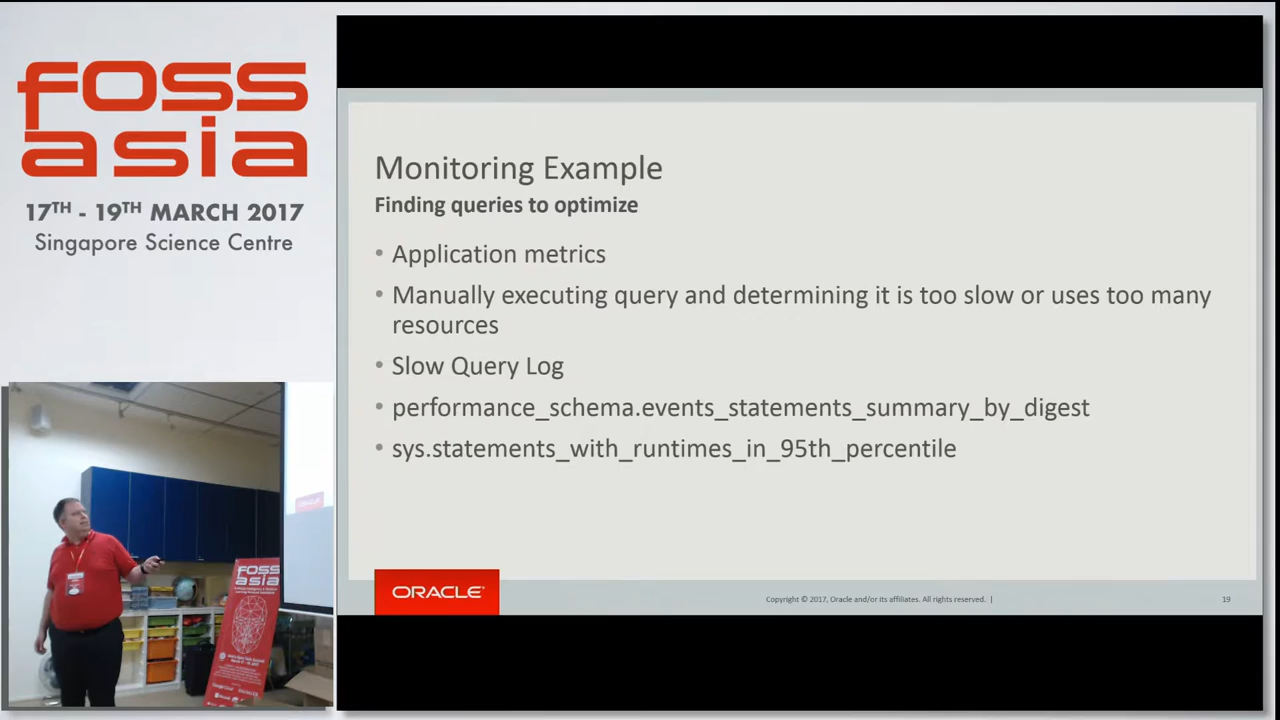 FOSS
ASIA
17TH - 19TH MARCH 2017
Singapore Science Centre
Monitoring Example
Finding queries to optimize
• Application metrics
• Manually executing query and determining it is too slow or uses too many
resources
• Slow Query Log
• performance_schema.events_statements_summary_by_digest
• sys.statements_with_runtimes_in_95th_percentile
ORACLE
Copyright © 2017, Oracle and/or its affiliates. All rights reserved. |
19
FOSS
ASIA